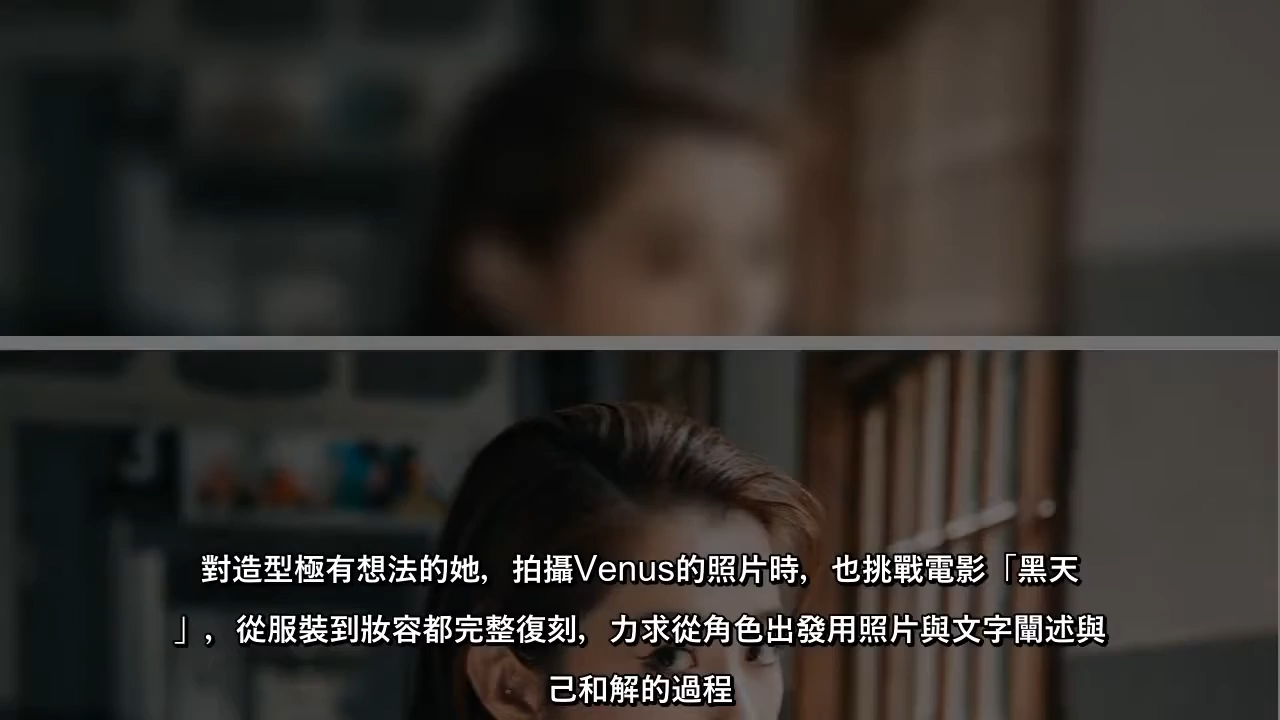 對造型極有想法的她, 拍攝Venus的照片時, 也挑戰電影「黑天
」, 從服裝到妝容都完整復刻, 力求從角色出發用照片與文字闡述與
己和解的過程